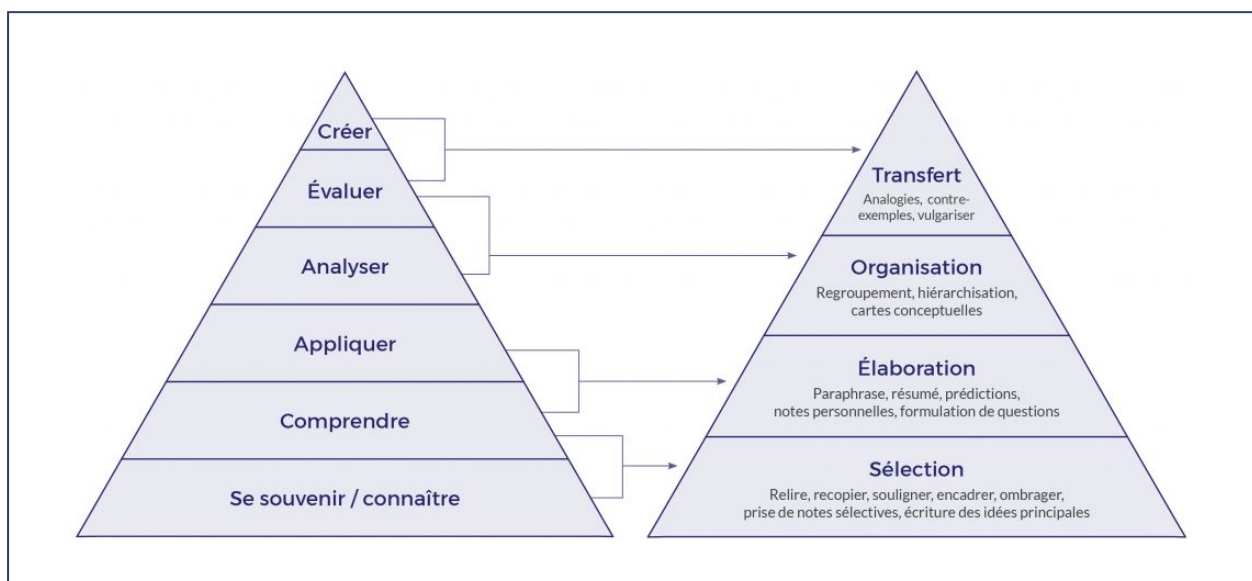 Créer
Évaluer
Analyser
Appliquer
Comprendre
Se souvenir / connaître
Transfert
Analogies, contre-
exemples, vulgariser
Organisation
Regroupement, hiérarchisation,
cartes conceptuelles
Élaboration
Paraphrase, résumé, prédictions,
notes personnelles, formulation de questions
Sélection
Relire, recopier, souligner, encadrer, ombrager,
prise de notes sélectives, écriture des idées principales